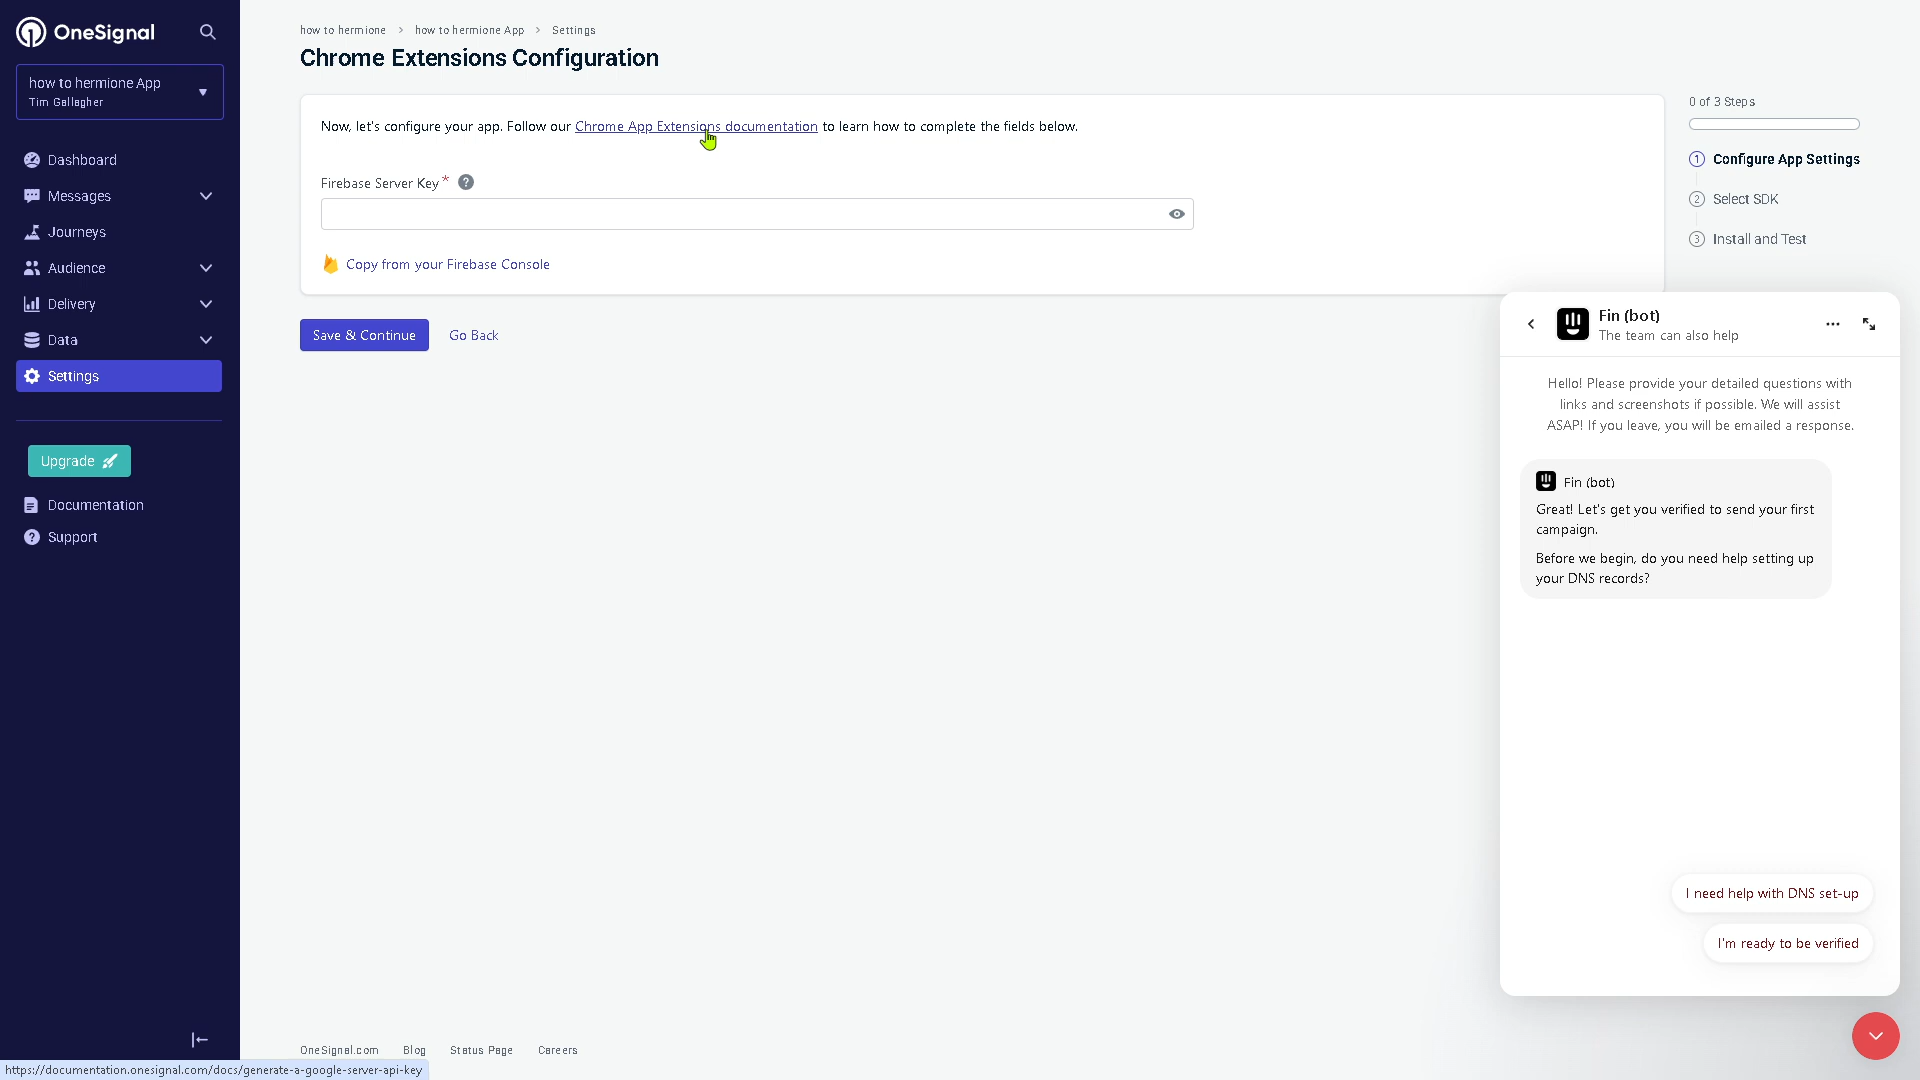 OneSignal
how to hermione App
Tim Gallagher
Dashboard
Messages
Journeys
Audience
Delivery
Data
Settings
Upgrade
Documentation
Support
how to hermione > how to hermione App > Settings
Chrome Extensions Configuration
Now, let's configure your app. Follow our Chrome App Extensions documentation to learn how to complete the fields below.
Firebase Server Key * ?
Copy from your Firebase Console
Save & Continue
Go Back
0 of 3 Steps
1 Configure App Settings
2 Select SDK
3 Install and Test
Fin (bot)
The team can also help
Hello! Please provide your detailed questions with
links and screenshots if possible. We will assist
ASAP! If you leave, you will be emailed a response.
Fin (bot)
Great! Let's get you verified to send your first
campaign.
Before we begin, do you need help setting up
your DNS records?
I need help with DNS set-up
I'm ready to be verified
OneSignal.com Blog Status Page Careers
https://documentation.onesignal.com/docs/generate-a-google-server-api-key